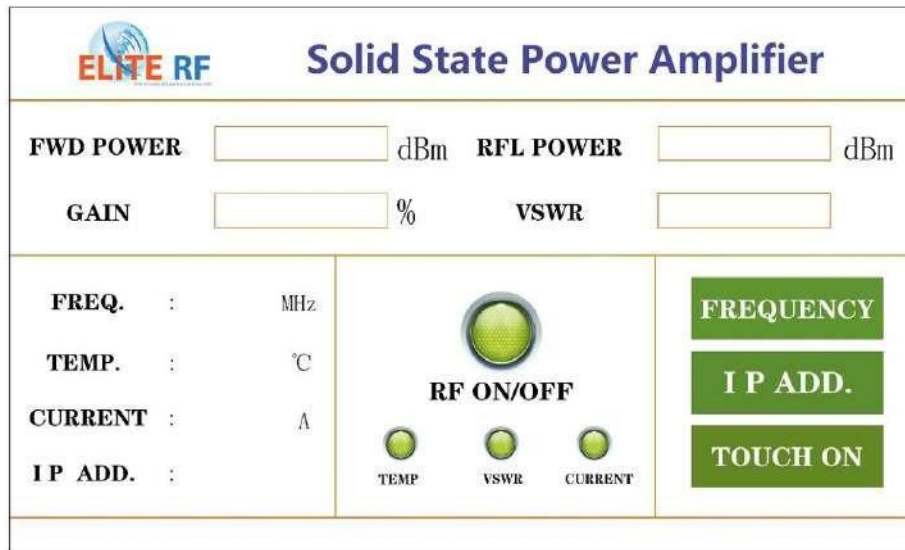 ELITE RF
Solid State Power Amplifier
FWD POWER dBm RFL POWER dBm
GAIN % VSWR
FREQ. : MHz
TEMP. : ℃
CURRENT : A
I P ADD. :
RF ON/OFF
TEMP VSWR CURRENT
FREQUENCY
I P ADD.
TOUCH ON